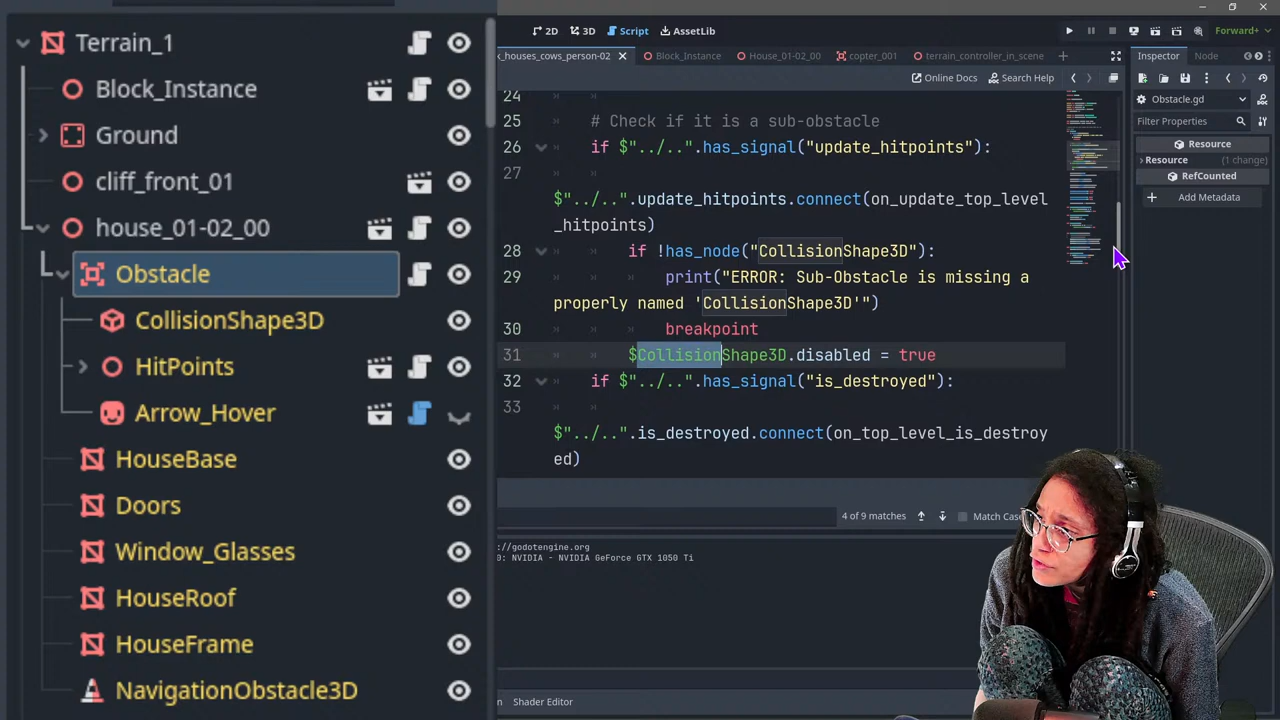 Terrain_1
Block_Instance
Ground
cliff_front_01
house_01-02_00
Obstacle
CollisionShape3D
HitPoints
Arrow_Hover
HouseBase
Doors
Window_Glasses
HouseRoof
HouseFrame
NavigationObstacle3D
2D 3D Script AssetLib
Forward+
k_houses_cows_person-02 Block_Instance House_01-02_00 copter_001 terrain_controller_in_scene
Online Docs Search Help
24
25 # Check if it is a sub-obstacle
26 if $"../..".has_signal("update_hitpoints"):
27
$"../..".update_hitpoints.connect(on_update_top_level
_hitpoints)
28 if !has_node("CollisionShape3D"):
29 print("ERROR: Sub-Obstacle is missing a
properly named 'CollisionShape3D'")
30 breakpoint
31 $CollisionShape3D.disabled = true
32 if $"../..".has_signal("is_destroyed"):
33
$"../..".is_destroyed.connect(on_top_level_is_destroy
ed)
4 of 9 matches Match Case
://godotengine.org
0: NVIDIA - NVIDIA GeForce GTX 1050 Ti
Shader Editor
Inspector Node
Obstacle.gd
Filter Properties
Resource
Resource (1 change)
RefCounted
Add Metadata